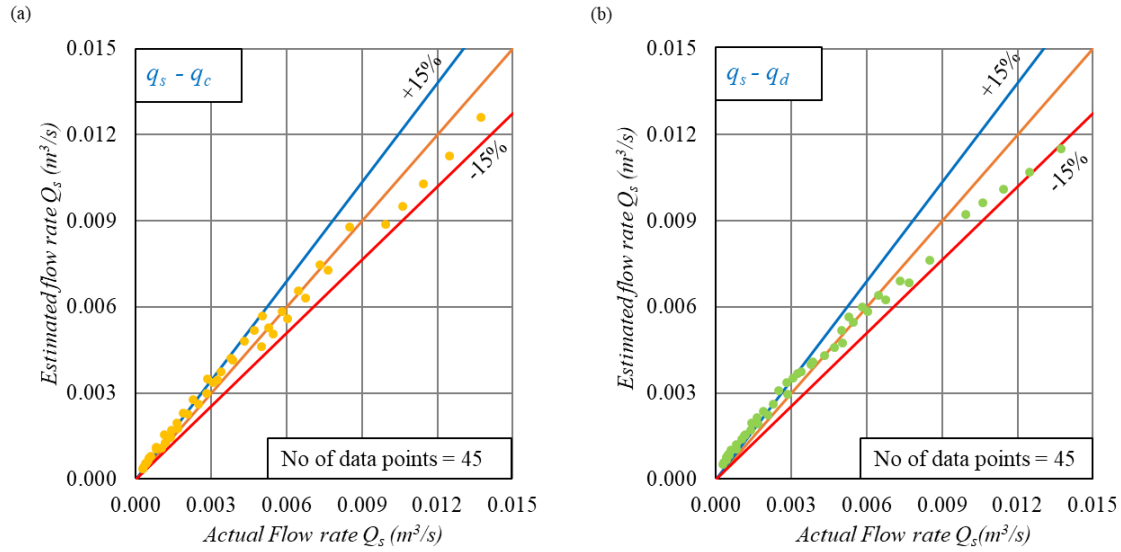 (a)
(b)
Estimated flow rate Q_s (m³/s)
0.015
0.012
0.009
0.006
0.003
0.000
q_s - q_c
+15%
-15%
No of data points = 45
0.000 0.003 0.006 0.009 0.012 0.015
Actual Flow rate Q_s (m³/s)
Estimated flow rate Q_s (m³/s)
0.015
0.012
0.009
0.006
0.003
0.000
q_s - q_d
+15%
-15%
No of data points = 45
0.000 0.003 0.006 0.009 0.012 0.015
Actual Flow rate Q_s(m³/s)